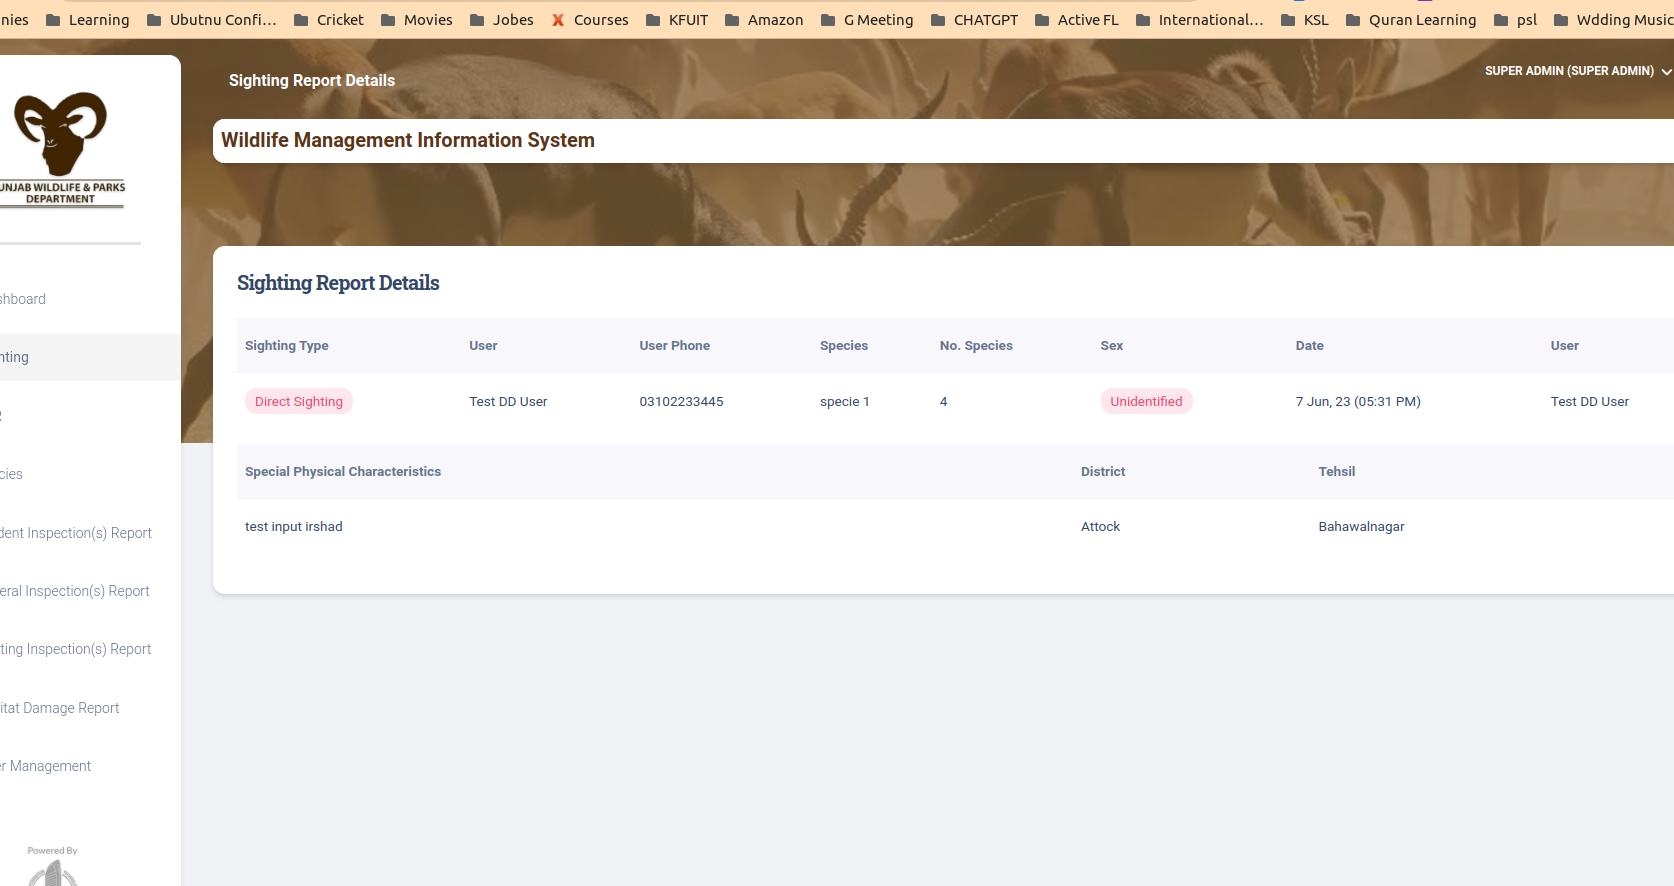 nies Learning Ubutnu Confi... Cricket Movies Jobes Courses KFUIT Amazon G Meeting CHATGPT Active FL International... KSL Quran Learning psl Wdding Music
Sighting Report Details
SUPER ADMIN (SUPER ADMIN)
Wildlife Management Information System
UNJAB WILDLIFE & PARKS
DEPARTMENT
shboard
nting
cies
dent Inspection(s) Report
eral Inspection(s) Report
ting Inspection(s) Report
itat Damage Report
er Management
Powered By
Sighting Report Details
Sighting Type User User Phone Species No. Species Sex Date User
Direct Sighting Test DD User 03102233445 specie 1 4 Unidentified 7 Jun, 23 (05:31 PM) Test DD User
Special Physical Characteristics District Tehsil
test input irshad Attock Bahawalnagar